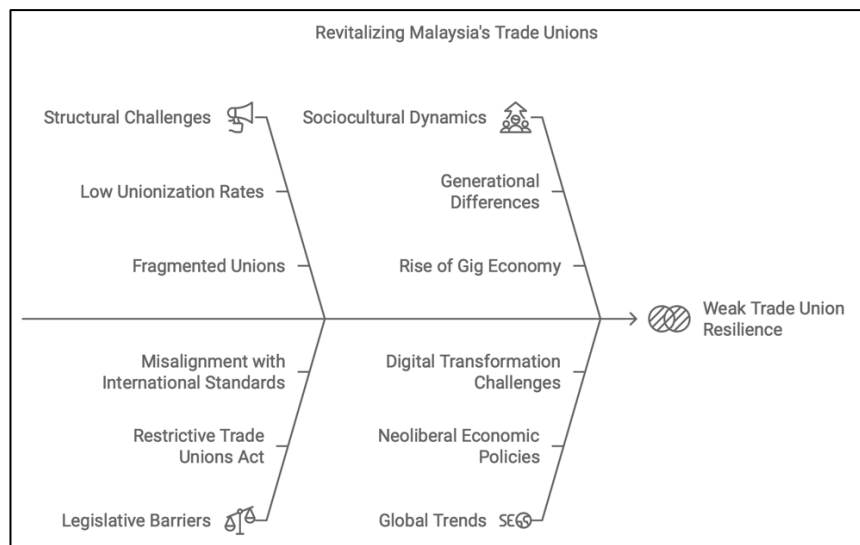 Revitalizing Malaysia's Trade Unions
Structural Challenges
Low Unionization Rates
Fragmented Unions
Sociocultural Dynamics
Generational
Differences
Rise of Gig Economy
Weak Trade Union
Resilience
Misalignment with
International Standards
Restrictive Trade
Unions Act
Legislative Barriers
Digital Transformation
Challenges
Neoliberal Economic
Policies
Global Trends
SE